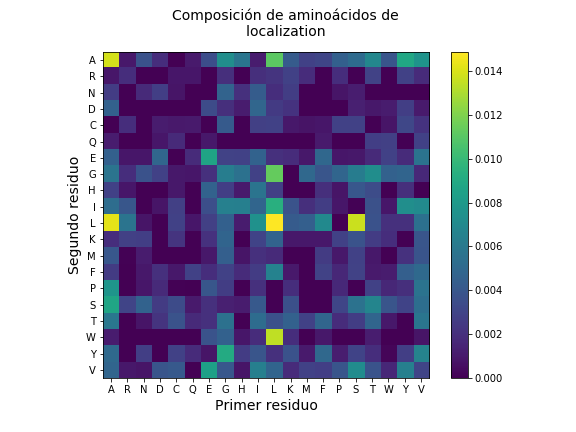 Composición de aminoácidos de
localization
Segundo residuo
A
R
N
D
C
Q
E
G
H
I
L
K
M
F
P
S
T
W
Y
V
A R N D C Q E G H I L K M F P S T W Y V
Primer residuo
0.014
0.012
0.010
0.008
0.006
0.004
0.002
0.000